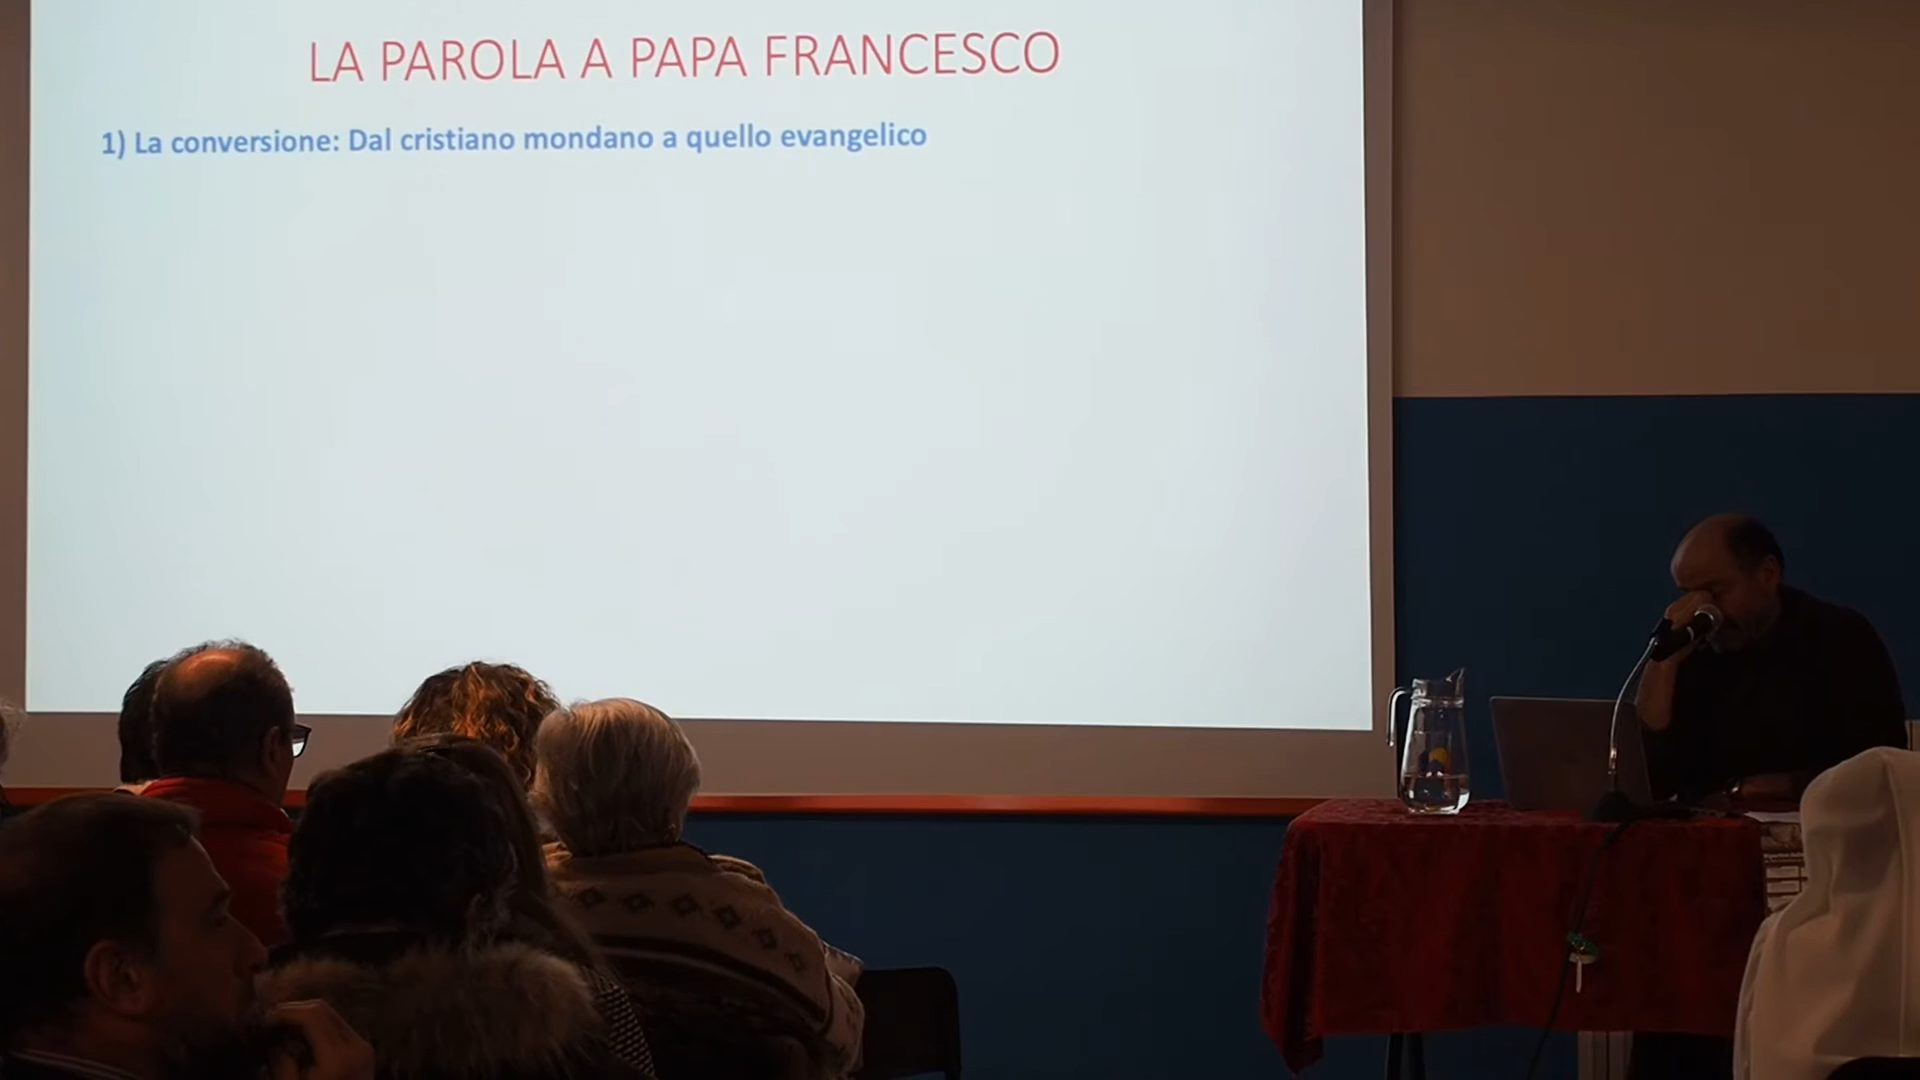 LA PAROLA A PAPA FRANCESCO
1) La conversione: Dal cristiano mondano a quello evangelico